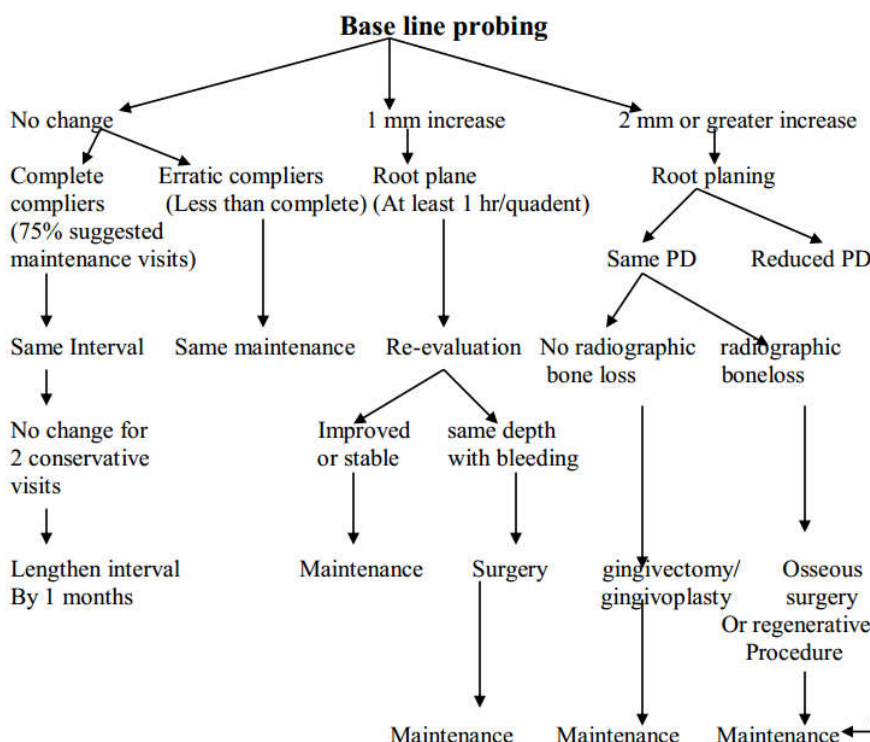 Base line probing
No change
1 mm increase
2 mm or greater increase
Complete
compliers
(75% suggested
maintenance visits)
Erratic compliers
(Less than complete)
Root plane
(At least 1 hr/quadent)
Root planing
Same PD
Reduced PD
Same Interval
Same maintenance
Re-evaluation
No radiographic
bone loss
radiographic
boneloss
No change for
2 conservative
visits
Improved
or stable
same depth
with bleeding
Lengthen interval
By 1 months
Maintenance
Surgery
gingivectomy/
gingivoplasty
Osseous
surgery
Or regenerative
Procedure
Maintenance
Maintenance
Maintenance